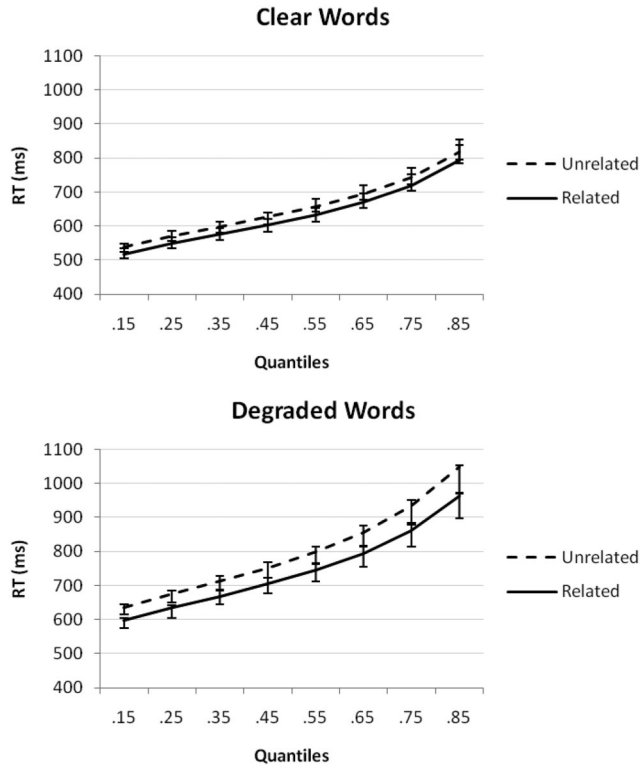 Clear Words
1100
1000
900
800
700
600
500
400
RT (ms)
.15 .25 .35 .45 .55 .65 .75 .85
Quantiles
Unrelated
Related
Degraded Words
1100
1000
900
800
700
600
500
400
RT (ms)
.15 .25 .35 .45 .55 .65 .75 .85
Quantiles
Unrelated
Related